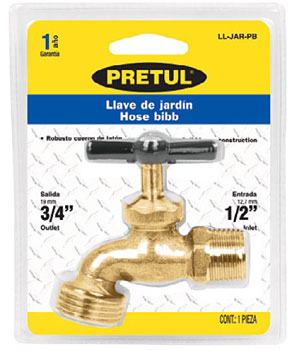 1 año
Garantía
LL-JAR-PB
PRETUL®
Llave de jardín
Hose bibb
• Robusto cuerpo de latón construction
Salida
19 mm
3/4"
Outlet
Entrada
12,7 mm
1/2"
Inlet
CONT.: 1 PIEZA